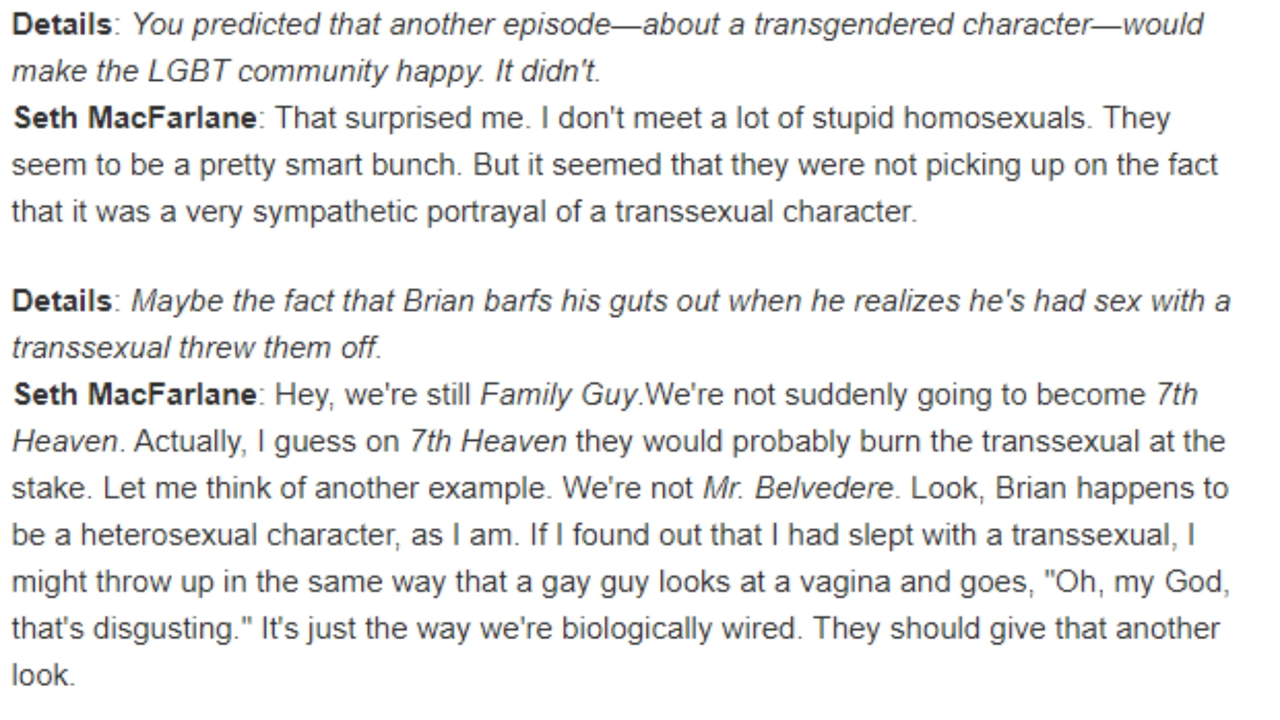 Details: You predicted that another episode—about a transgendered character—would
make the LGBT community happy. It didn't.
Seth MacFarlane: That surprised me. I don't meet a lot of stupid homosexuals. They
seem to be a pretty smart bunch. But it seemed that they were not picking up on the fact
that it was a very sympathetic portrayal of a transsexual character.
Details: Maybe the fact that Brian barfs his guts out when he realizes he's had sex with a
transsexual threw them off.
Seth MacFarlane: Hey, we're still Family Guy.We're not suddenly going to become 7th
Heaven. Actually, I guess on 7th Heaven they would probably burn the transsexual at the
stake. Let me think of another example. We're not Mr. Belvedere. Look, Brian happens to
be a heterosexual character, as I am. If I found out that I had slept with a transsexual, I
might throw up in the same way that a gay guy looks at a vagina and goes, "Oh, my God,
that's disgusting." It's just the way we're biologically wired. They should give that another
look.